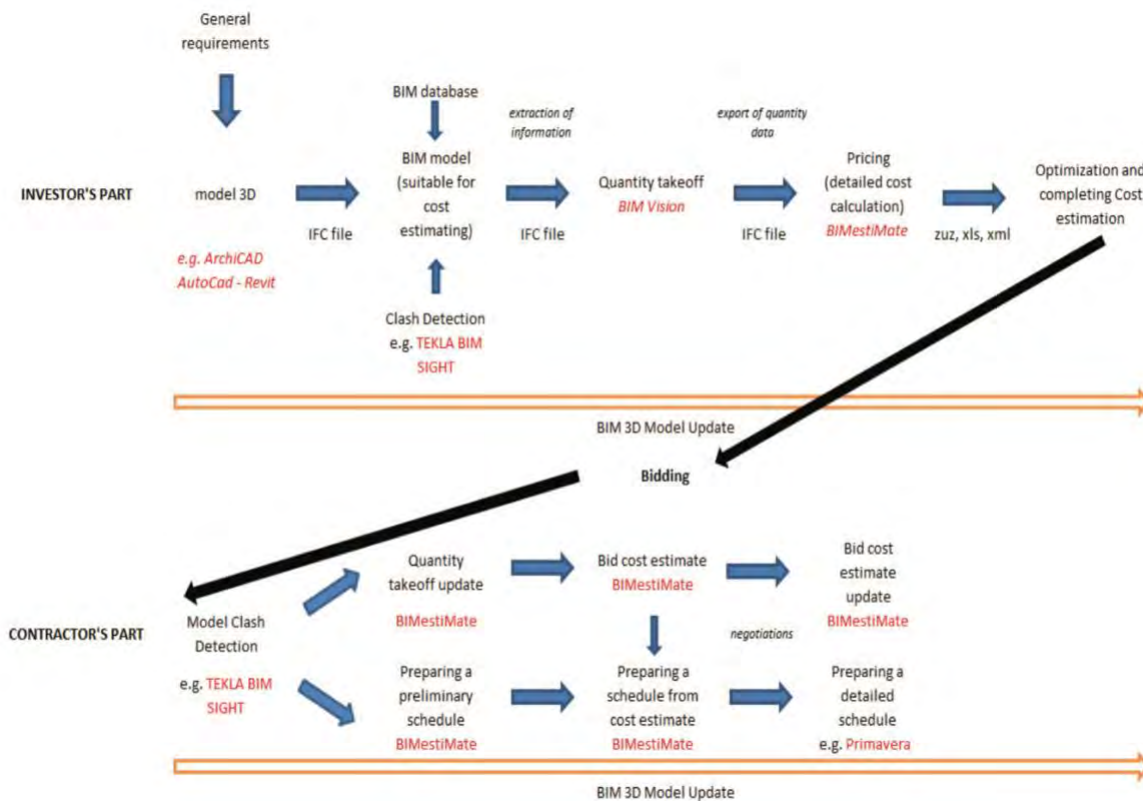 General
requirements
BIM database
extraction of
information
export of quantity
data
INVESTOR'S PART
model 3D
IFC file
e.g. ArchiCAD
AutoCad - Revit
BIM model
(suitable for
cost
estimating)
IFC file
Clash Detection
e.g. TEKLA BIM
SIGHT
Quantity takeoff
BIM Vision
IFC file
Pricing
(detailed cost
calculation)
BIMestiMate
zuz, xls, xml
Optimization and
completing Cost
estimation
BIM 3D Model Update
Bidding
CONTRACTOR'S PART
Model Clash
Detection
e.g. TEKLA BIM
SIGHT
Quantity
takeoff update
BIMestiMate
Bid cost estimate
BIMestiMate
Bid cost
estimate
update
BIMestiMate
negotiations
Preparing a
preliminary
schedule
BIMestiMate
Preparing a
schedule from
cost estimate
BIMestiMate
Preparing a
detailed
schedule
e.g. Primavera
BIM 3D Model Update